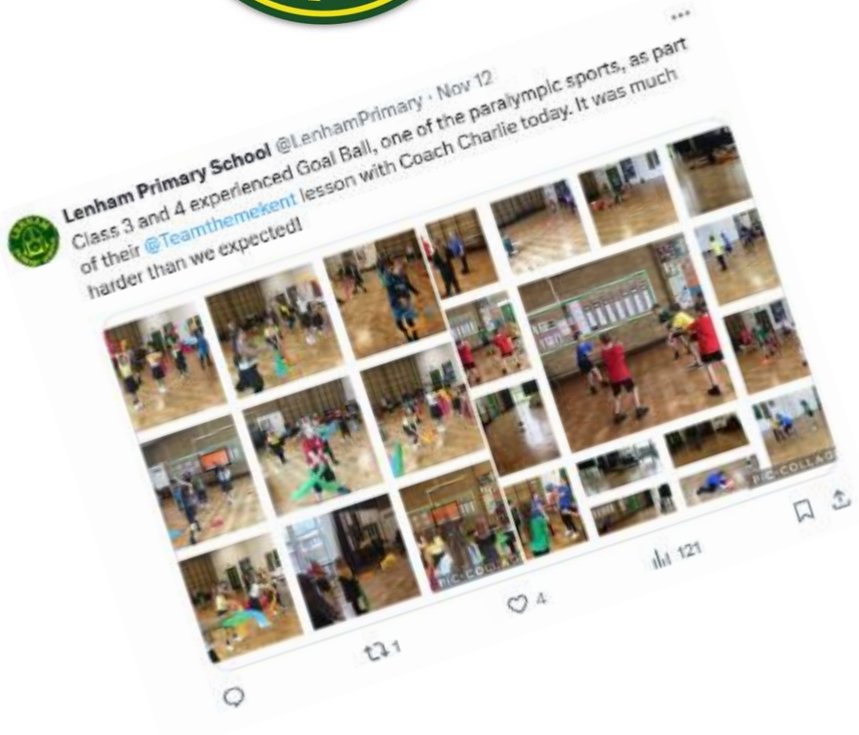 Lenham Primary School @LenhamPrimary · Nov 12
Class 3 and 4 experienced Goal Ball, one of the paralympic sports, as part
of their @Teamthemekent lesson with Coach Charlie today. It was much
harder than we expected!
PIC•COLLAGE
PIC•COLLAGE
1
4
121